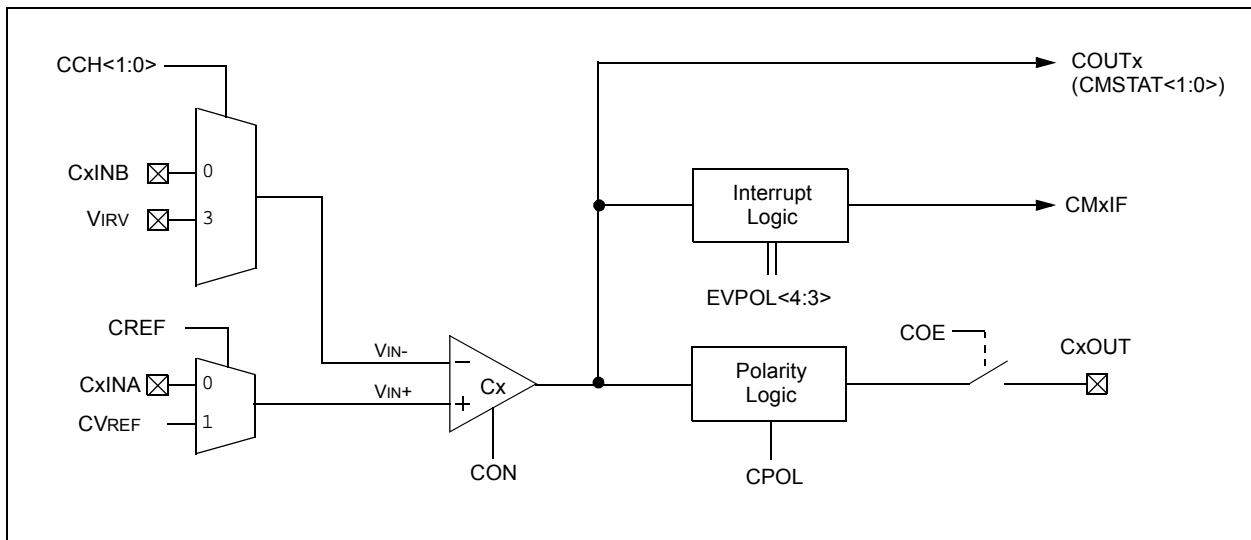 CCH<1:0>
COUTx
(CMSTAT<1:0>)
CxINB
0
VIRV
3
Interrupt
Logic
CMxIF
EVPOL<4:3>
CREF
CxINA
0
CVREF
1
VIN-
VIN+
–
+
Cx
CON
Polarity
Logic
CPOL
COE
CxOUT